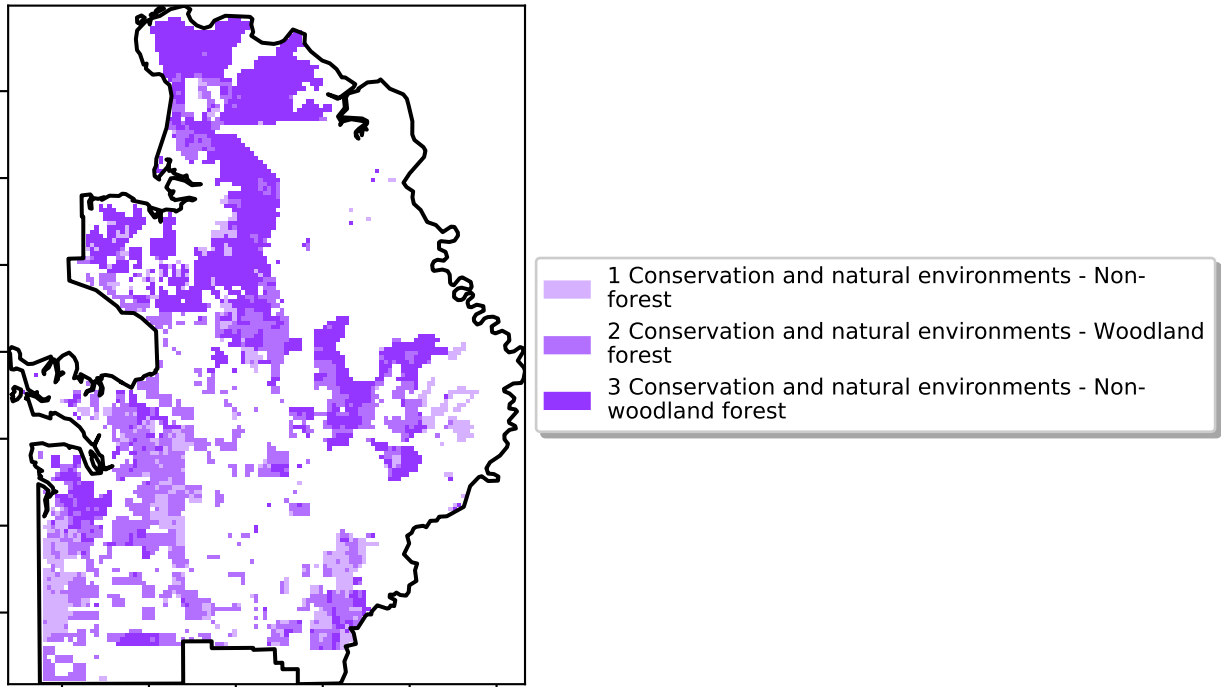 1 Conservation and natural environments - Non-
forest
2 Conservation and natural environments - Woodland
forest
3 Conservation and natural environments - Non-
woodland forest